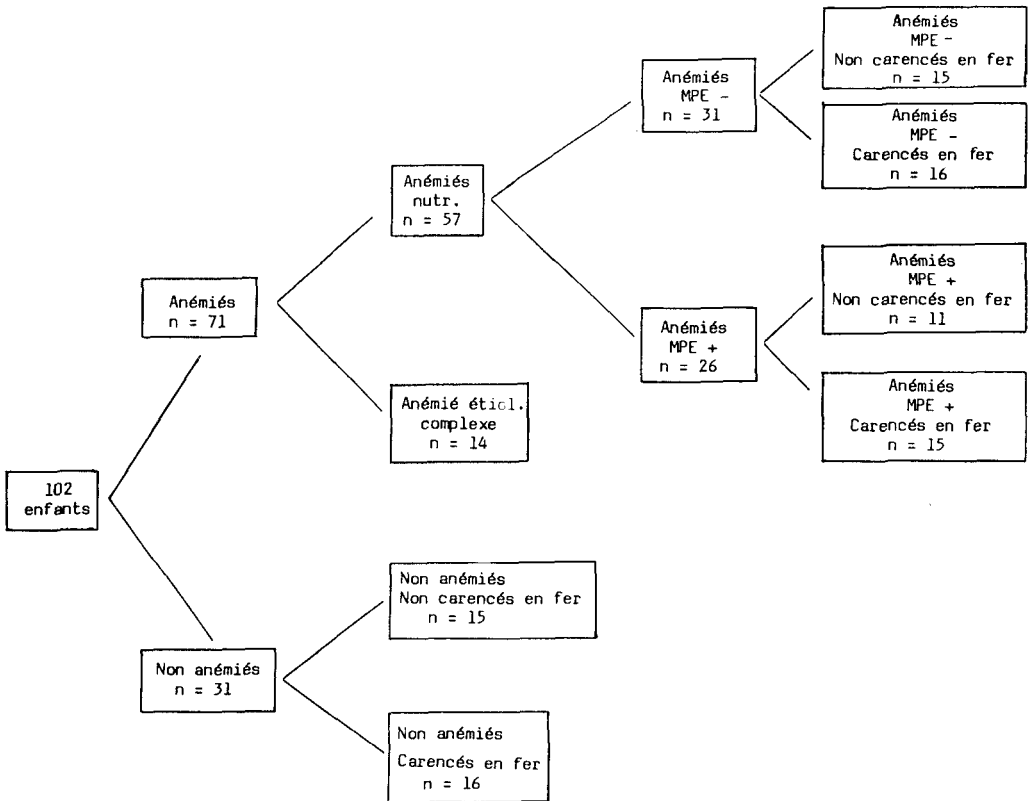 Anémiés
MPE -
Non carencés en fer
n = 15
Anémiés
MPE -
Carencés en fer
n = 16
Anémiés
MPE -
n = 31
Anémiés
nutr.
n = 57
Anémiés
MPE +
Non carencés en fer
n = 11
Anémiés
MPE +
n = 26
Anémiés
MPE +
Carencés en fer
n = 15
Anémiés
n = 71
Anémié étiol.
complexe
n = 14
102
enfants
Non anémiés
Non carencés en fer
n = 15
Non anémiés
n = 31
Non anémiés
Carencés en fer
n = 16